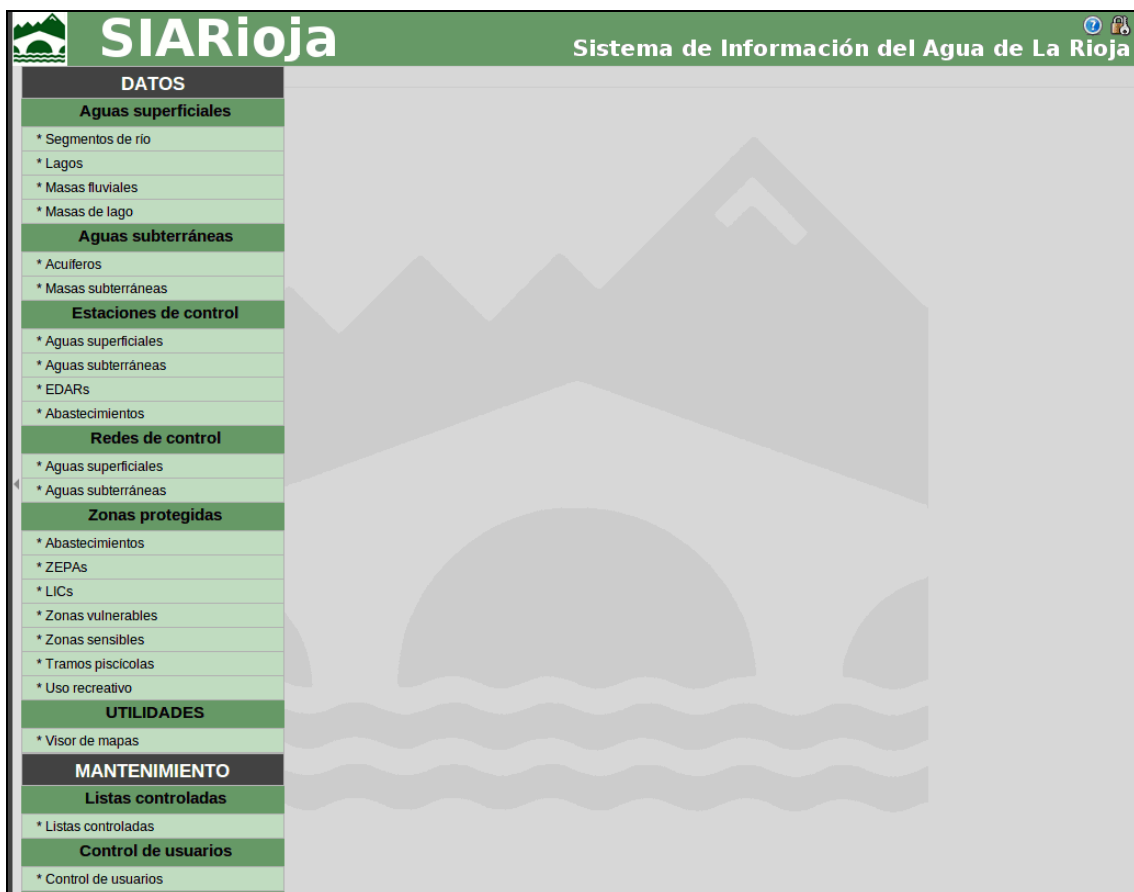 SIARioja
Sistema de Información del Agua de La Rioja
DATOS
Aguas superficiales
* Segmentos de río
* Lagos
* Masas fluviales
* Masas de lago
Aguas subterráneas
* Acuíferos
* Masas subterráneas
Estaciones de control
* Aguas superficiales
* Aguas subterráneas
* EDARs
* Abastecimientos
Redes de control
* Aguas superficiales
* Aguas subterráneas
Zonas protegidas
* Abastecimientos
* ZEPAs
* LICs
* Zonas vulnerables
* Zonas sensibles
* Tramos piscícolas
* Uso recreativo
UTILIDADES
* Visor de mapas
MANTENIMIENTO
Listas controladas
* Listas controladas
Control de usuarios
* Control de usuarios